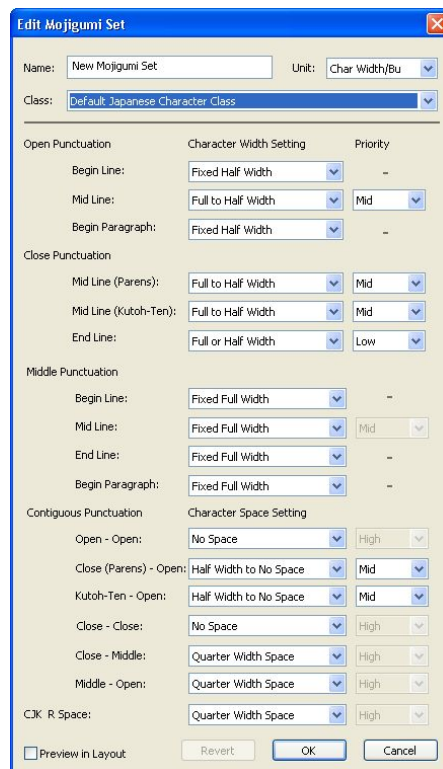 Edit Mojigumi Set
Name: New Mojigumi Set Unit: Char Width/Bu
Class: Default Japanese Character Class
Open Punctuation Character Width Setting Priority
Begin Line: Fixed Half Width –
Mid Line: Full to Half Width Mid
Begin Paragraph: Fixed Half Width –
Close Punctuation
Mid Line (Parens): Full to Half Width Mid
Mid Line (Kutoh-Ten): Full to Half Width Mid
End Line: Full or Half Width Low
Middle Punctuation
Begin Line: Fixed Full Width –
Mid Line: Fixed Full Width Mid
End Line: Fixed Full Width –
Begin Paragraph: Fixed Full Width –
Contiguous Punctuation Character Space Setting
Open - Open: No Space High
Close (Parens) - Open: Half Width to No Space Mid
Kutoh-Ten - Open: Half Width to No Space Mid
Close - Close: No Space High
Close - Middle: Quarter Width Space High
Middle - Open: Quarter Width Space High
CJK R Space: Quarter Width Space High
Preview in Layout Revert OK Cancel